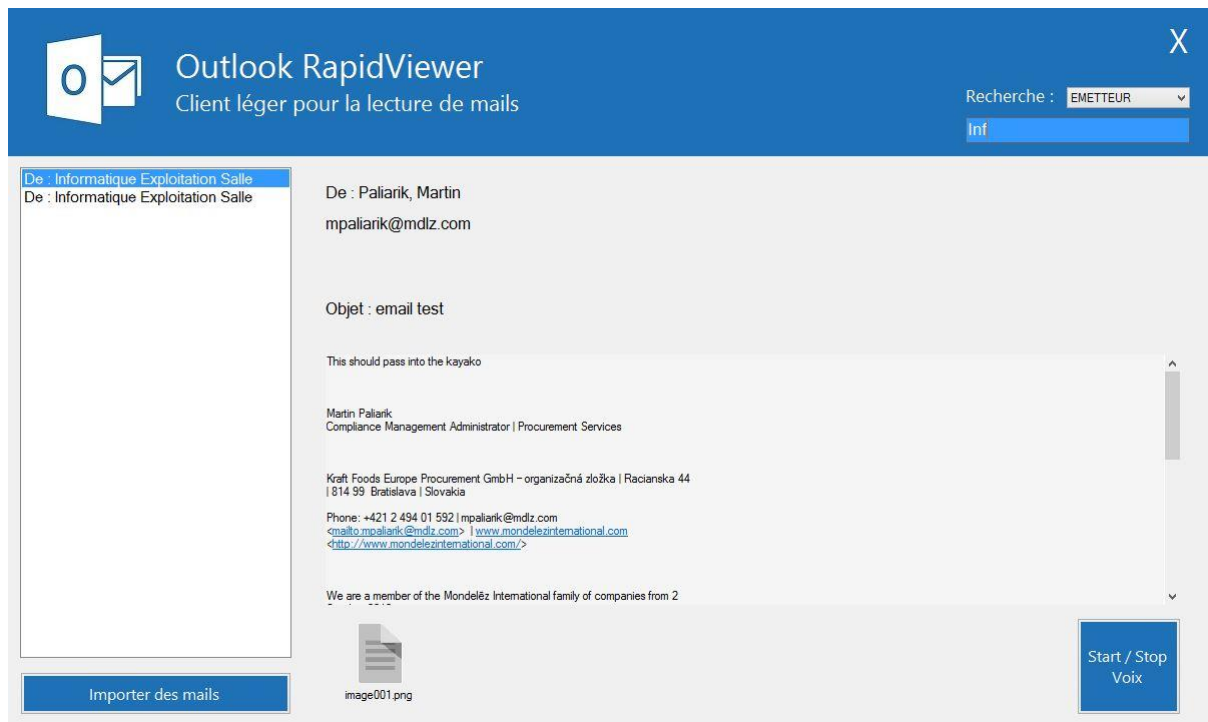 O
Outlook RapidViewer
Client léger pour la lecture de mails
X
Recherche : EMETTEUR
Inf
De : Informatique Exploitation Salle
De : Informatique Exploitation Salle
De : Paliarik, Martin
mpaliarik@mdlz.com
Objet : email test
This should pass into the kayako
Martin Paliarik
Compliance Management Administrator | Procurement Services
Kraft Foods Europe Procurement GmbH – organizačná zložka | Racianska 44
| 814 99 Bratislava | Slovakia
Phone: +421 2 494 01 592 | mpaliarik@mdlz.com
<mailto:mpaliarik@mdlz.com> | www.mondelezinternational.com
<http://www.mondelezinternational.com/>
We are a member of the Mondelēz International family of companies from 2
image001.png
Importer des mails
Start / Stop
Voix